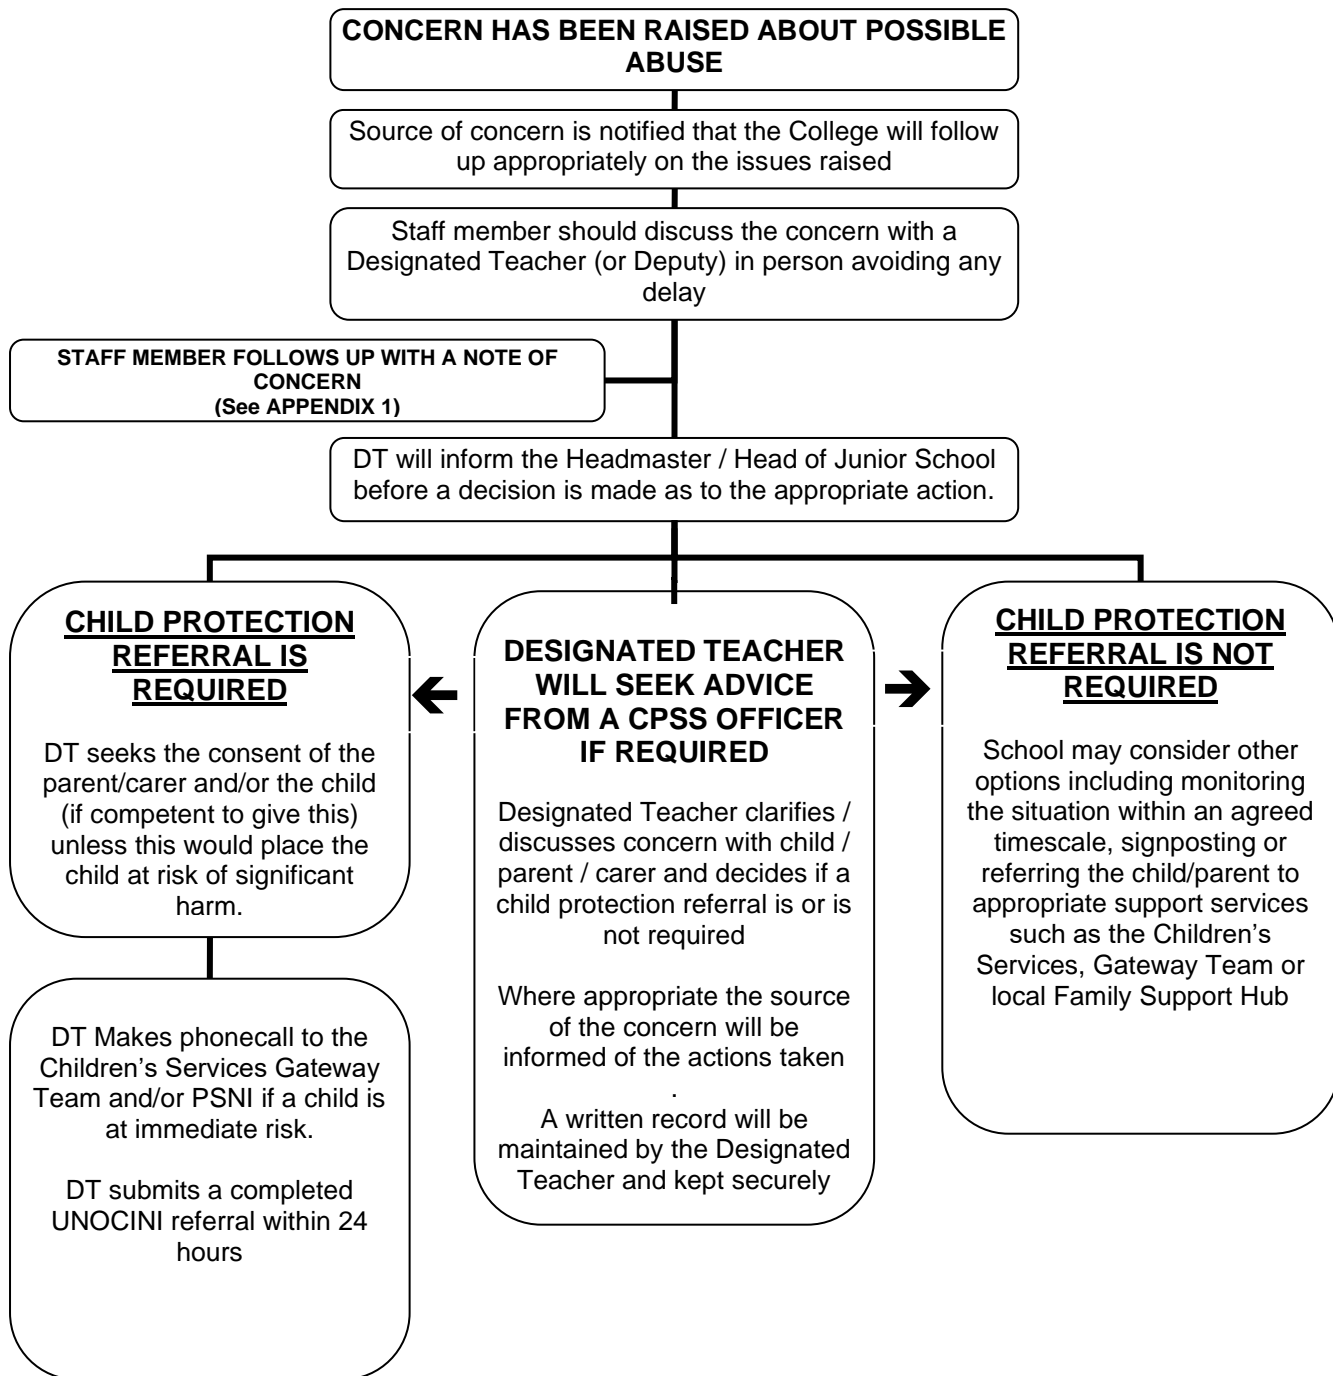 CONCERN HAS BEEN RAISED ABOUT POSSIBLE
ABUSE
Source of concern is notified that the College will follow
up appropriately on the issues raised
Staff member should discuss the concern with a
Designated Teacher (or Deputy) in person avoiding any
delay
STAFF MEMBER FOLLOWS UP WITH A NOTE OF
CONCERN
(See APPENDIX 1)
DT will inform the Headmaster / Head of Junior School
before a decision is made as to the appropriate action.
CHILD PROTECTION
REFERRAL IS
REQUIRED
DT seeks the consent of the
parent/carer and/or the child
(if competent to give this)
unless this would place the
child at risk of significant
harm.
DT Makes phonecall to the
Children’s Services Gateway
Team and/or PSNI if a child is
at immediate risk.
DT submits a completed
UNOCINI referral within 24
hours
DESIGNATED TEACHER
WILL SEEK ADVICE
FROM A CPSS OFFICER
IF REQUIRED
Designated Teacher clarifies /
discusses concern with child /
parent / carer and decides if a
child protection referral is or is
not required
Where appropriate the source
of the concern will be
informed of the actions taken
.
A written record will be
maintained by the Designated
Teacher and kept securely
CHILD PROTECTION
REFERRAL IS NOT
REQUIRED
School may consider other
options including monitoring
the situation within an agreed
timescale, signposting or
referring the child/parent to
appropriate support services
such as the Children’s
Services, Gateway Team or
local Family Support Hub